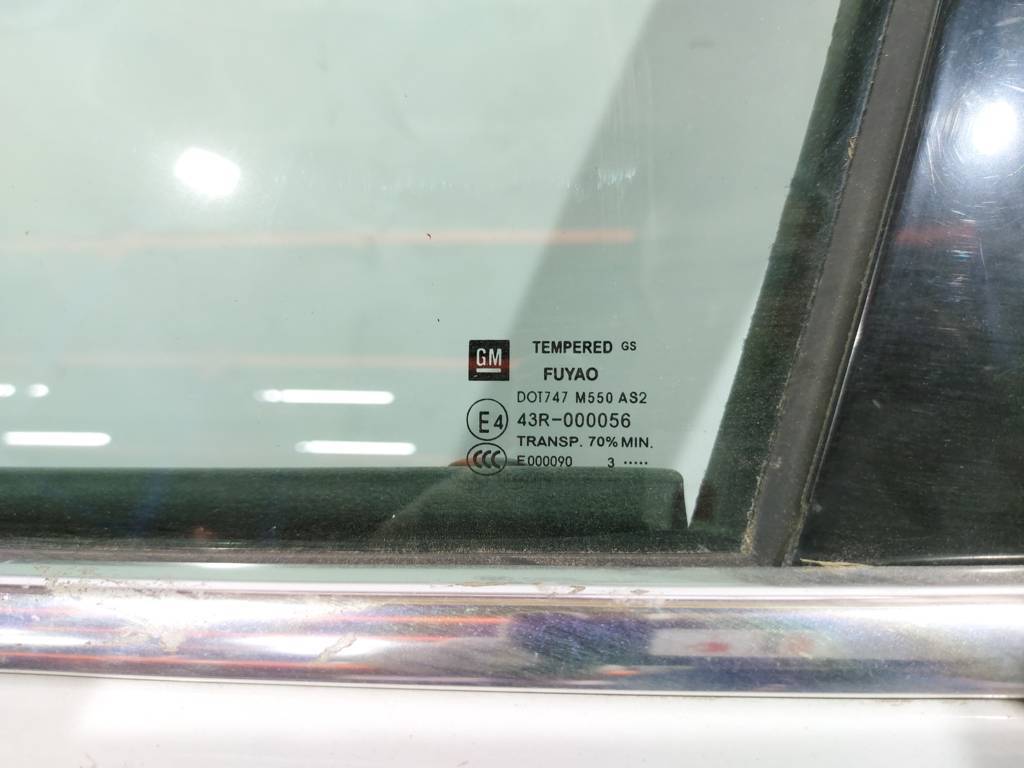 GM
TEMPERED GS
FUYAO
DOT747 M550 AS2
E4 43R-000056
TRANSP. 70% MIN.
CCC E000090 3 •••••